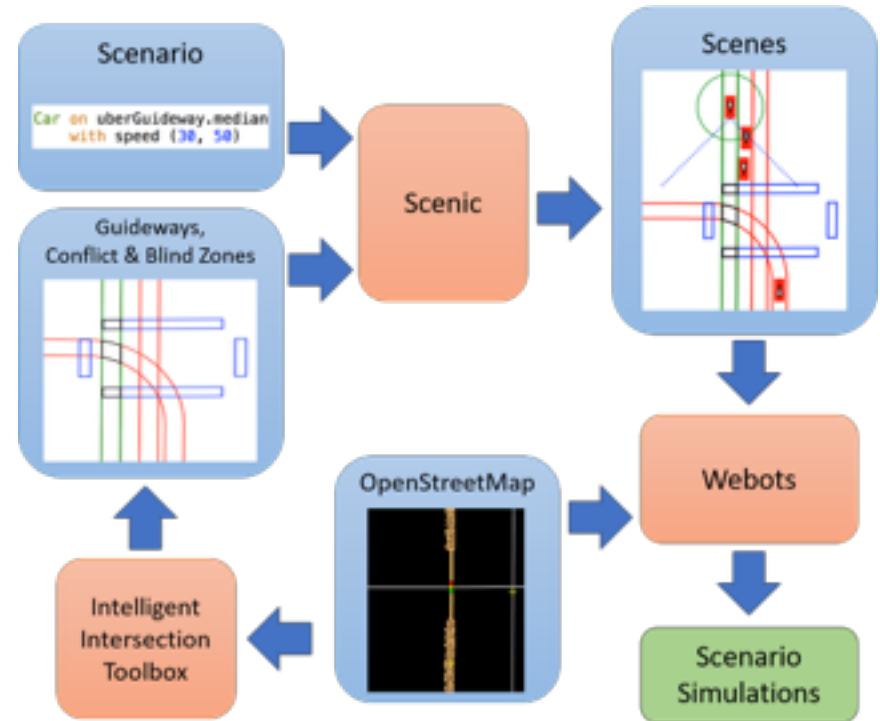 Scenario
Car on uberGuideway.median
with speed (30, 50)
Guideways,
Conflict & Blind Zones
Scenic
Scenes
OpenStreetMap
Webots
Intelligent
Intersection
Toolbox
Scenario
Simulations